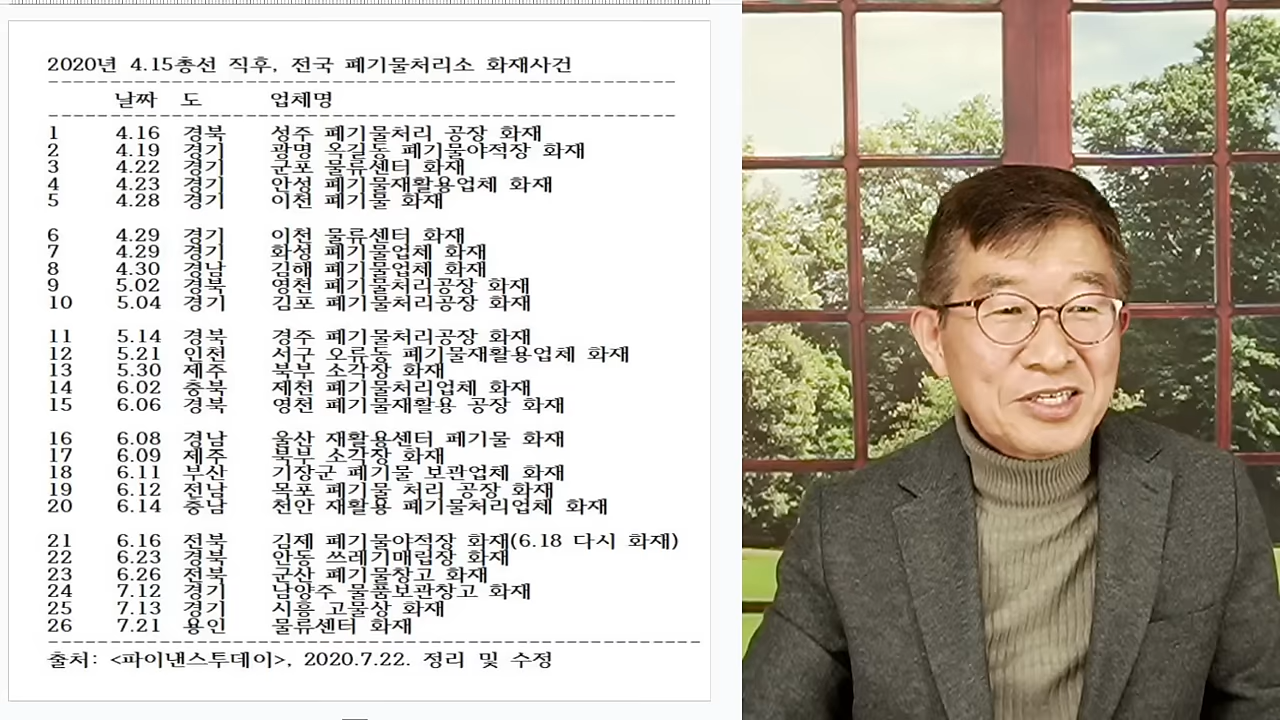 2020년 4.15총선 직후, 전국 폐기물처리소 화재사건
날짜 도 업체명
1 4.16 경북 성주 폐기물처리 공장 화재
2 4.19 경기 광명 옥길동 폐기물야적장 화재
3 4.22 경기 군포 물류센터 화재
4 4.23 경기 안성 폐기물재활용업체 화재
5 4.28 경기 이천 폐기물 화재
6 4.29 경기 이천 물류센터 화재
7 4.29 경기 화성 폐기물업체 화재
8 4.30 경남 김해 폐기물업체 화재
9 5.02 경북 영천 폐기물처리공장 화재
10 5.04 경기 김포 폐기물처리공장 화재
11 5.14 경북 경주 폐기물처리공장 화재
12 5.21 인천 서구 오류동 폐기물재활용업체 화재
13 5.30 제주 북부 소각장 화재
14 6.02 충북 제천 폐기물처리업체 화재
15 6.06 경북 영천 폐기물재활용 공장 화재
16 6.08 경남 울산 재활용센터 폐기물 화재
17 6.09 제주 북부 소각장 화재
18 6.11 부산 기장군 폐기물 보관업체 화재
19 6.12 전남 목포 폐기물 처리 공장 화재
20 6.14 충남 천안 재활용 폐기물처리업체 화재
21 6.16 전북 김제 폐기물야적장 화재(6.18 다시 화재)
22 6.23 경북 안동 쓰레기매립장 화재
23 6.26 전북 군산 폐기물창고 화재
24 7.12 경기 남양주 물품보관창고 화재
25 7.13 경기 시흥 고물상 화재
26 7.21 용인 물류센터 화재
출처: <파이낸스투데이>, 2020.7.22. 정리 및 수정